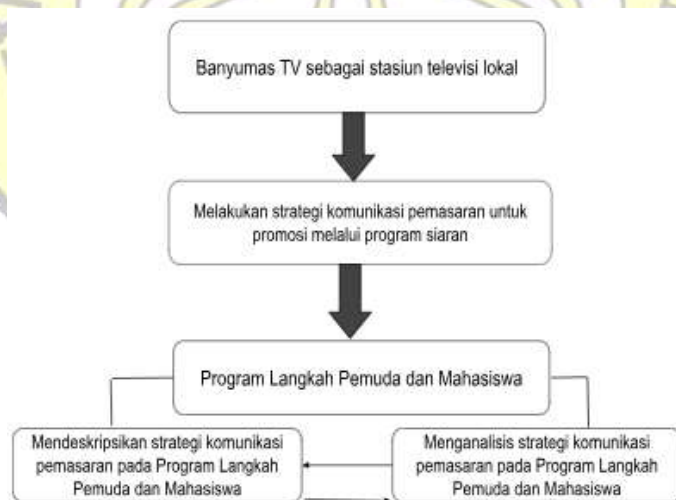 Banyumas TV sebagai stasiun televisi lokal
Melakukan strategi komunikasi pemasaran untuk
promosi melalui program siaran
Program Langkah Pemuda dan Mahasiswa
Mendeskripsikan strategi komunikasi
pemasaran pada Program Langkah
Pemuda dan Mahasiswa
Menganalisis strategi komunikasi
pemasaran pada Program Langkah
Pemuda dan Mahasiswa